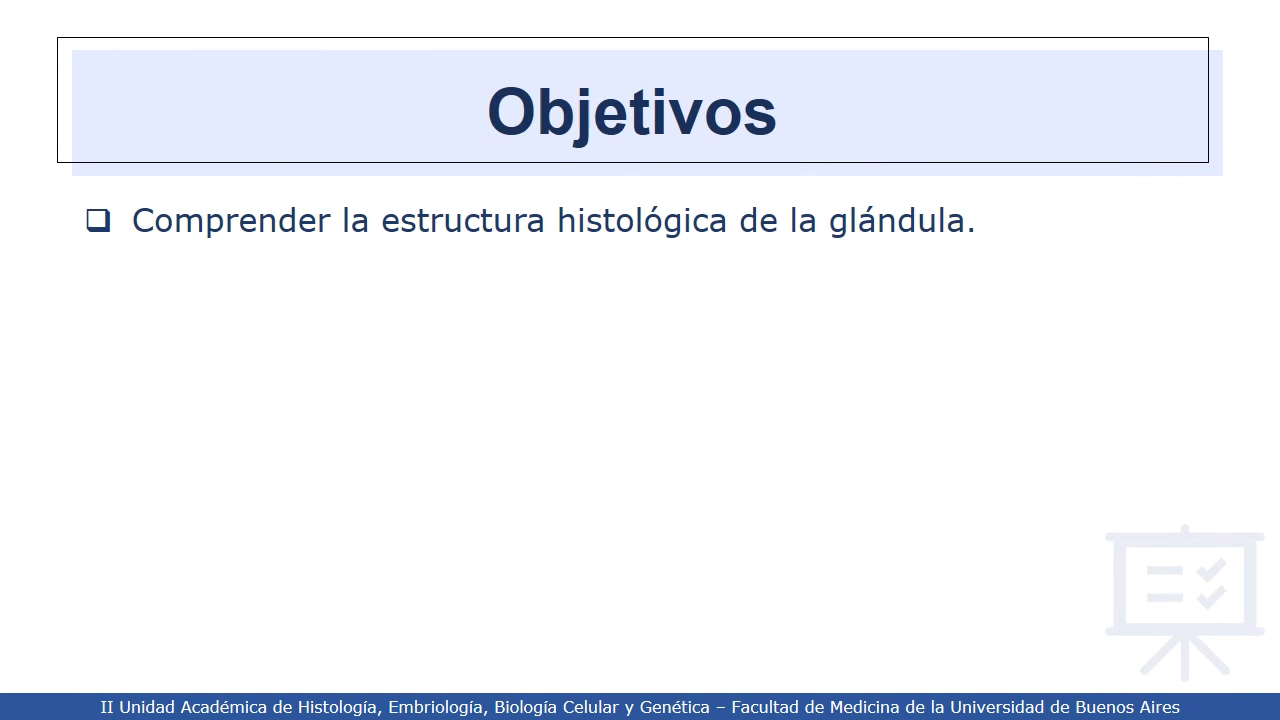 Objetivos
❑ Comprender la estructura histológica de la glándula.
II Unidad Académica de Histología, Embriología, Biología Celular y Genética – Facultad de Medicina de la Universidad de Buenos Aires